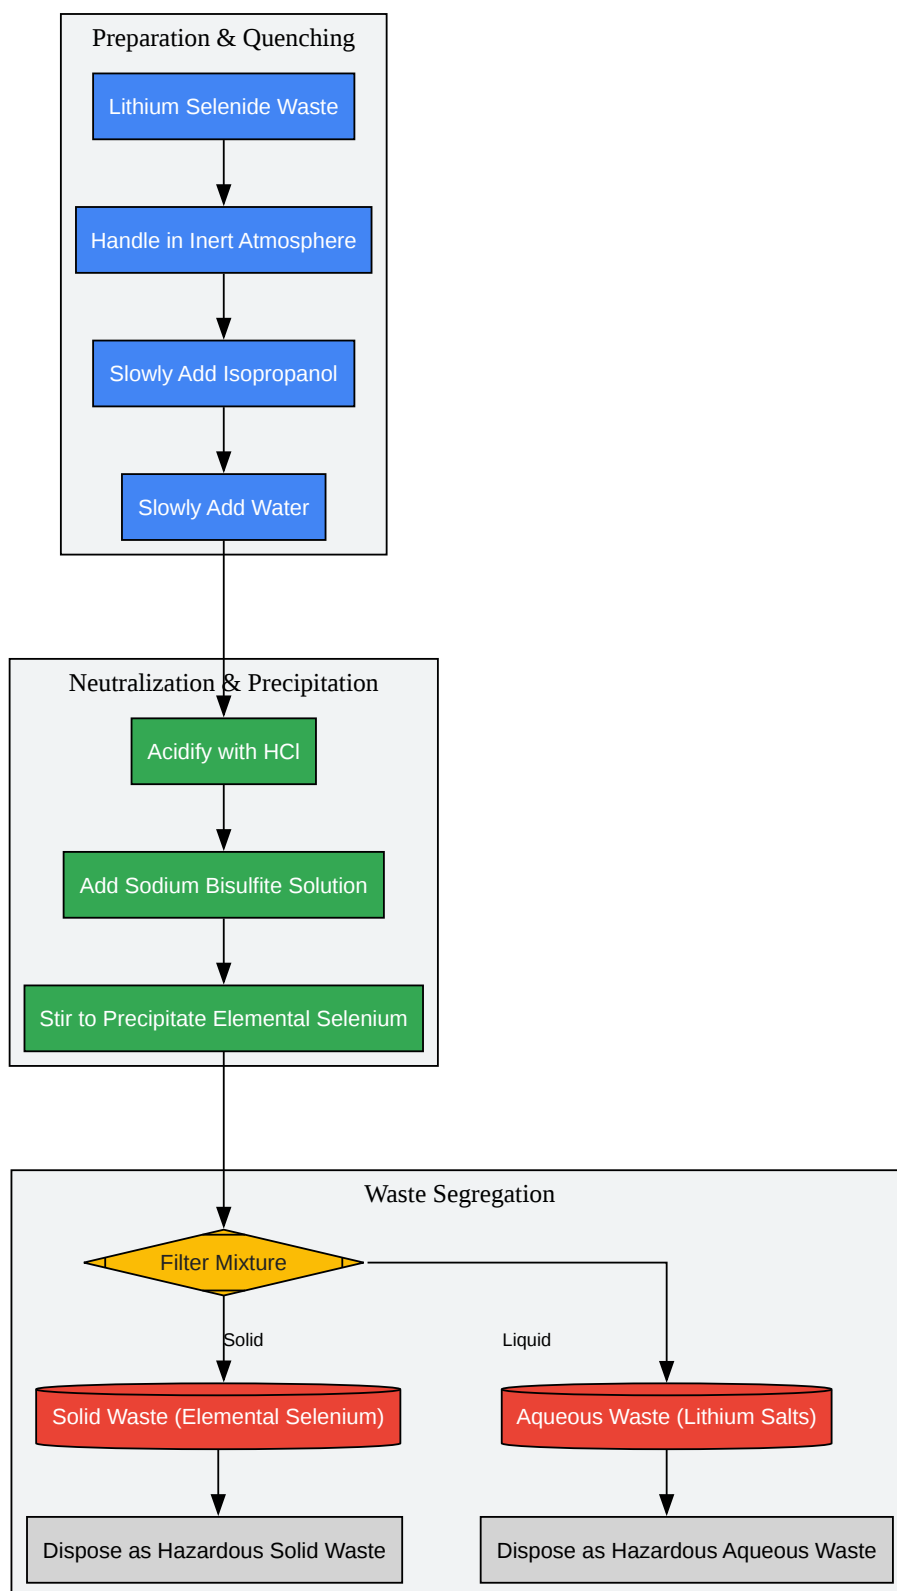 Preparation & Quenching
Lithium Selenide Waste
Handle in Inert Atmosphere
Slowly Add Isopropanol
Slowly Add Water
Neutralization & Precipitation
Acidify with HCl
Add Sodium Bisulfite Solution
Stir to Precipitate Elemental Selenium
Waste Segregation
Filter Mixture
Solid
Liquid
Solid Waste (Elemental Selenium)
Aqueous Waste (Lithium Salts)
Dispose as Hazardous Solid Waste
Dispose as Hazardous Aqueous Waste